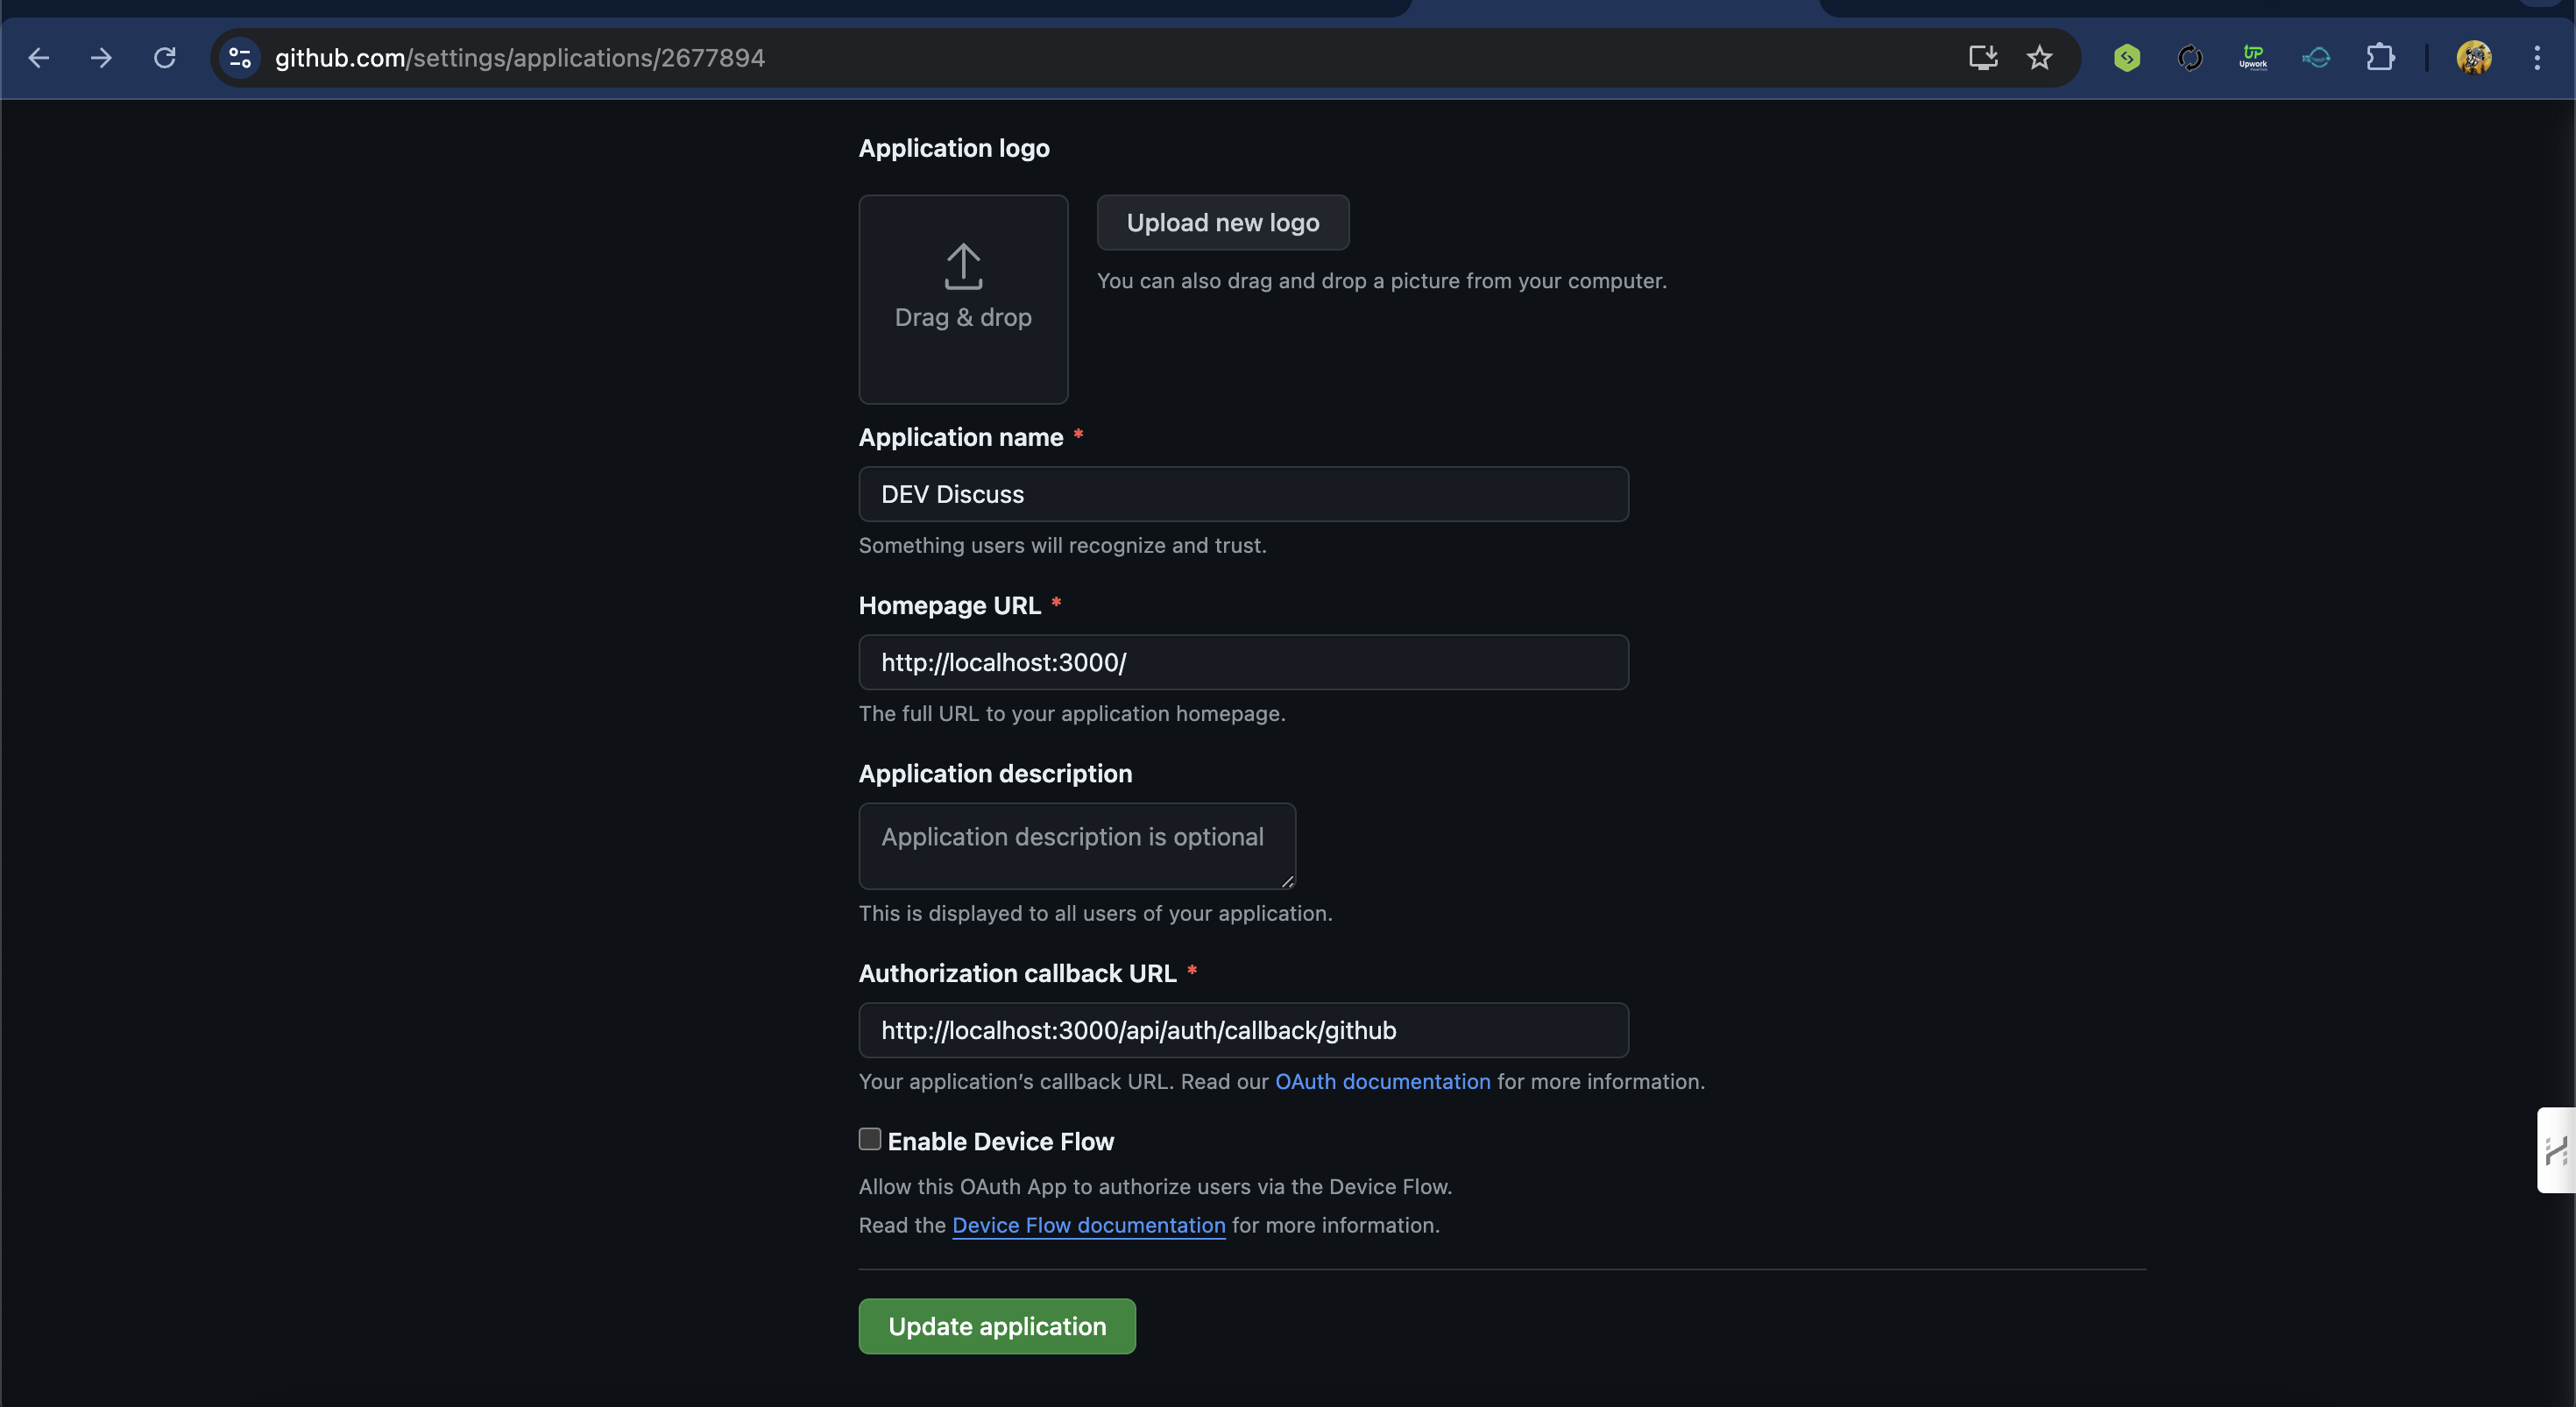 github.com/settings/applications/2677894
UP
Upwork
Application logo
Upload new logo
You can also drag and drop a picture from your computer.
Drag & drop
Application name *
DEV Discuss
Something users will recognize and trust.
Homepage URL *
http://localhost:3000/
The full URL to your application homepage.
Application description
Application description is optional
This is displayed to all users of your application.
Authorization callback URL *
http://localhost:3000/api/auth/callback/github
Your application’s callback URL. Read our OAuth documentation for more information.
Enable Device Flow
Allow this OAuth App to authorize users via the Device Flow.
Read the Device Flow documentation for more information.
Update application